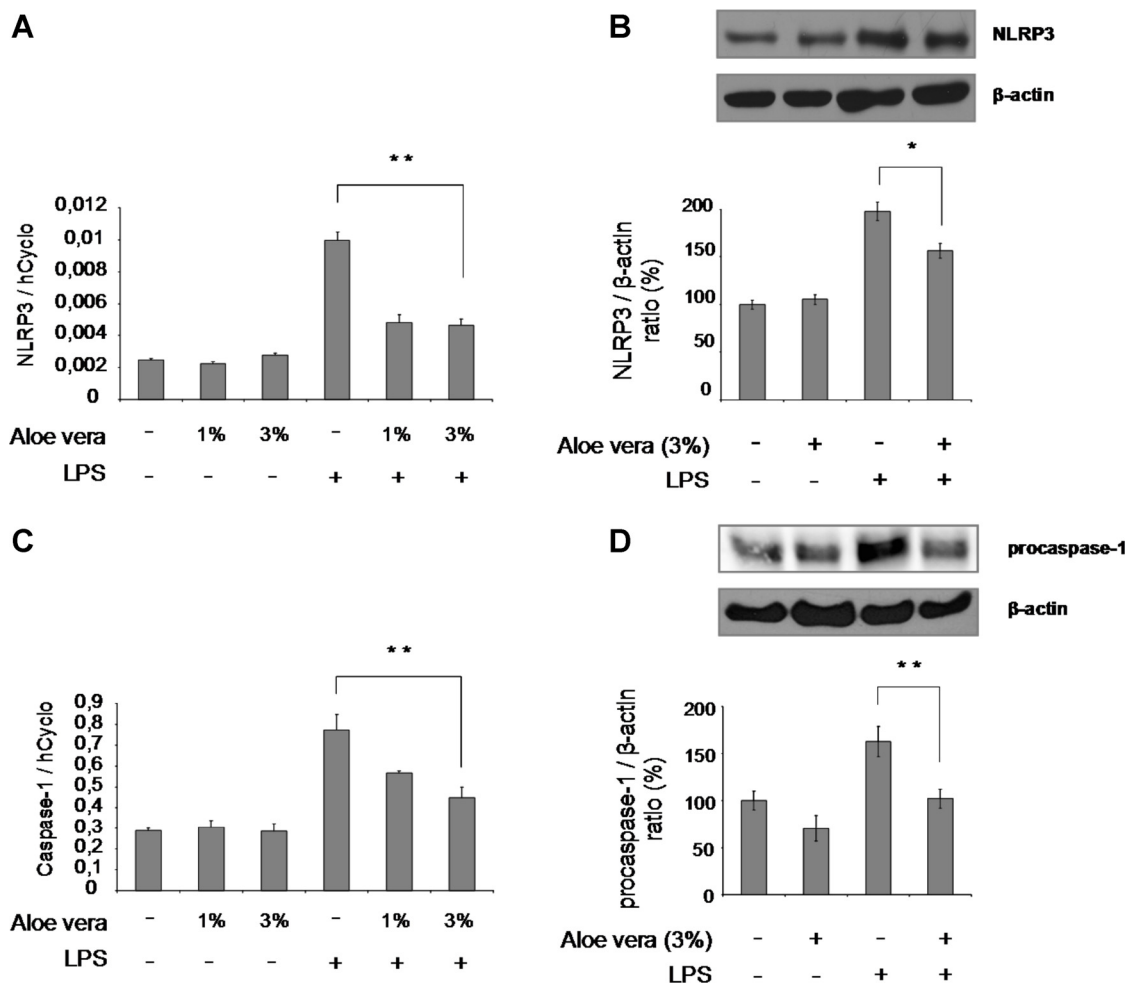 A
**
NLRP3 / hCyclo
0,012
0,01
0,008
0,006
0,004
0,002
0
Aloe vera – 1% 3% – 1% 3%
LPS – – – + + +
B
NLRP3
β-actin
*
NLRP3 / β-actin
ratio (%)
200
150
100
50
0
Aloe vera (3%) – + – +
LPS – – + +
C
**
Caspase-1 / hCyclo
0,9
0,8
0,7
0,6
0,5
0,4
0,3
0,2
0,1
0
Aloe vera – 1% 3% – 1% 3%
LPS – – – + + +
D
procaspase-1
β-actin
**
procaspase-1 / β-actin
ratio (%)
200
150
100
50
0
Aloe vera (3%) – + – +
LPS – – + +